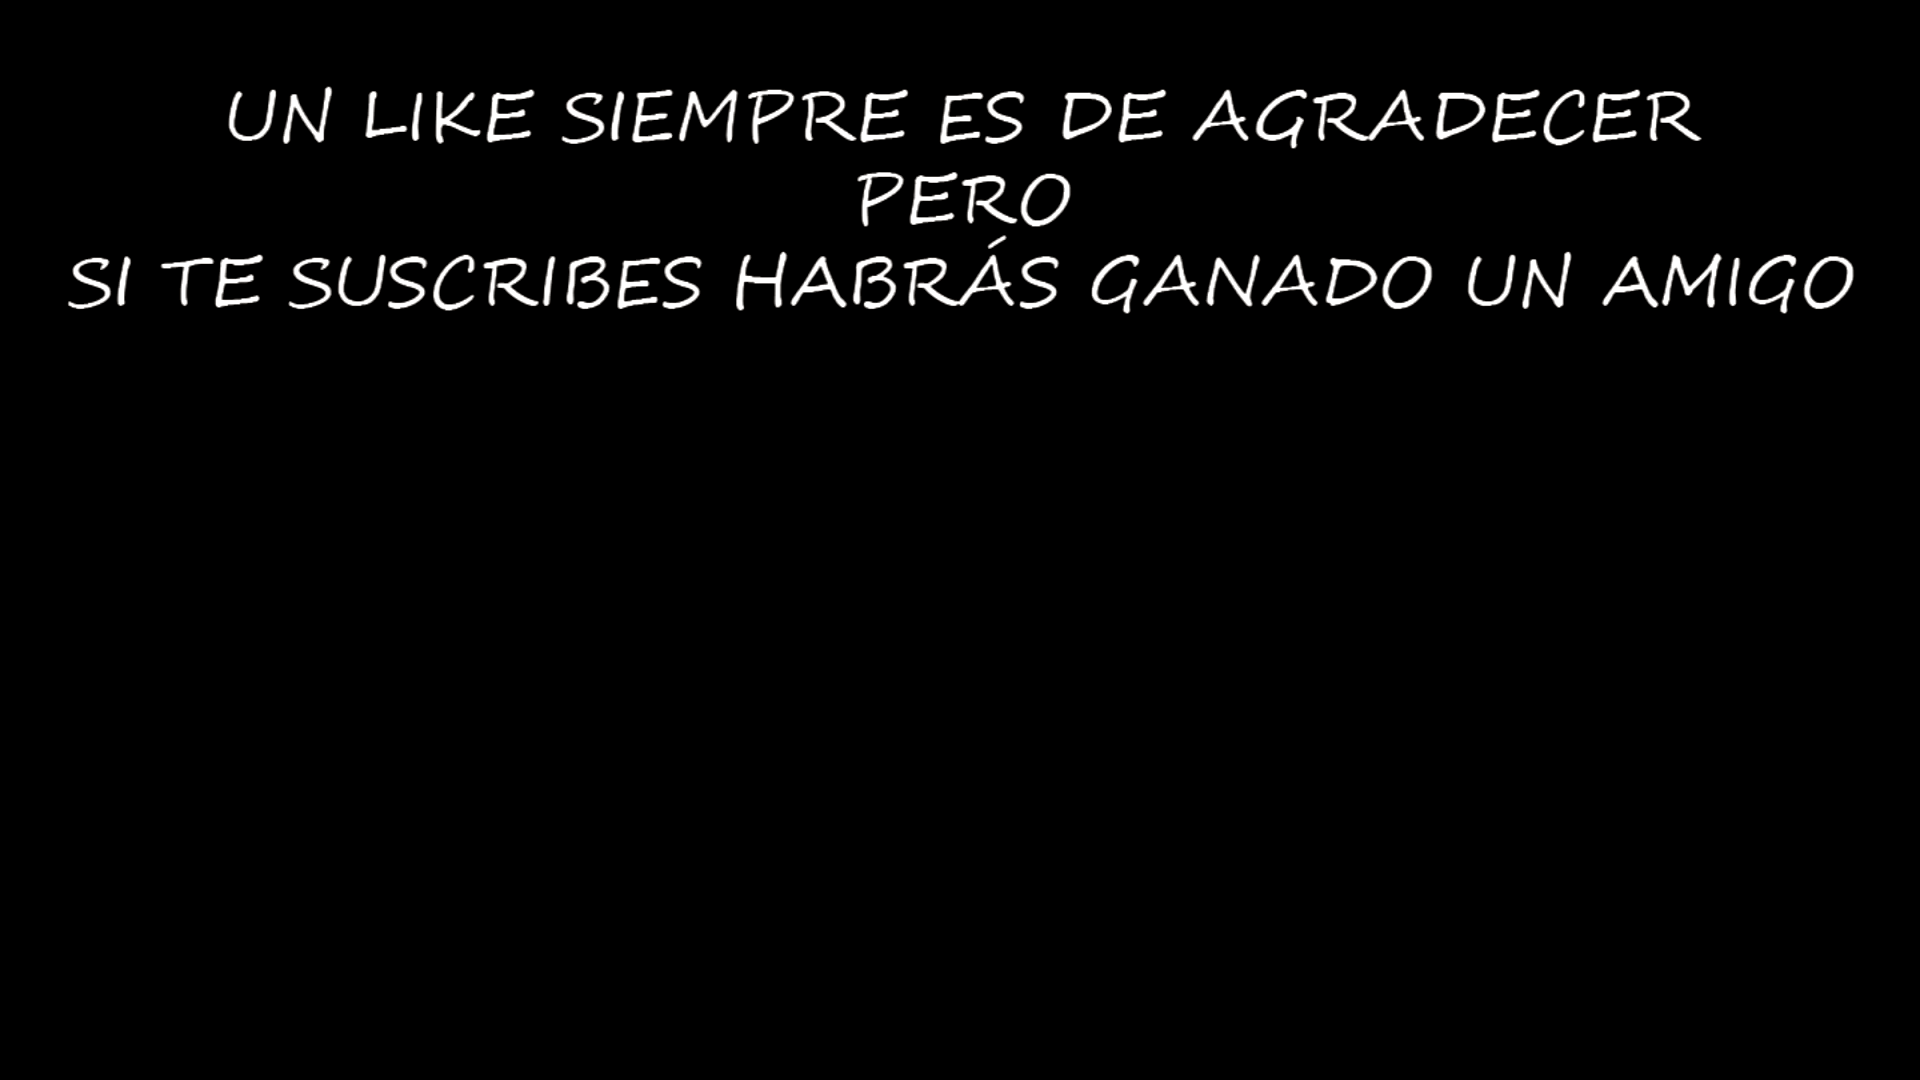 UN LIKE SIEMPRE ES DE AGRADECER
PERO
SI TE SUSCRIBES HABRÁS GANADO UN AMIGO